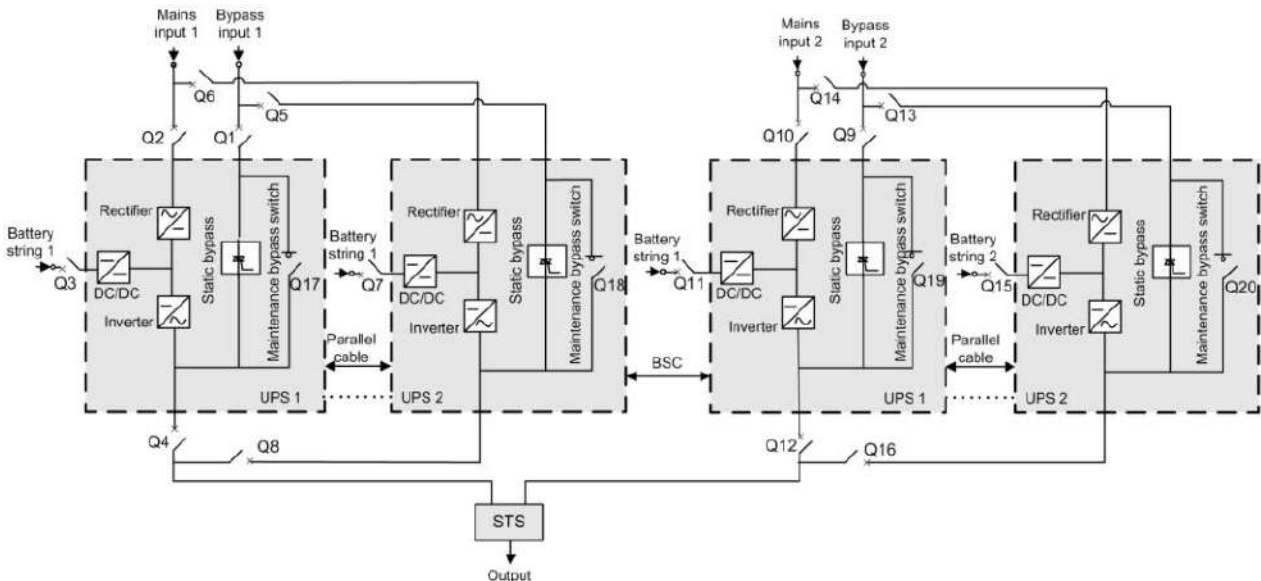 Mains
input 1
Bypass
input 1
Mains
input 2
Bypass
input 2
Q6
Q5
Q14
Q13
Q2
Q1
Q10
Q9
Rectifier
Static bypass
Maintenance bypass switch
Battery
string 1
Q3
DC/DC
Q17
Inverter
UPS 1
Parallel
cable
Rectifier
Static bypass
Maintenance bypass switch
Battery
string 1
Q7
DC/DC
Q18
Inverter
UPS 2
BSC
Rectifier
Static bypass
Maintenance bypass switch
Battery
string 1
Q11
DC/DC
Q19
Inverter
UPS 1
Parallel
cable
Rectifier
Static bypass
Maintenance bypass switch
Battery
string 2
Q15
DC/DC
Q20
Inverter
UPS 2
Q4
Q8
Q12
Q16
STS
Output